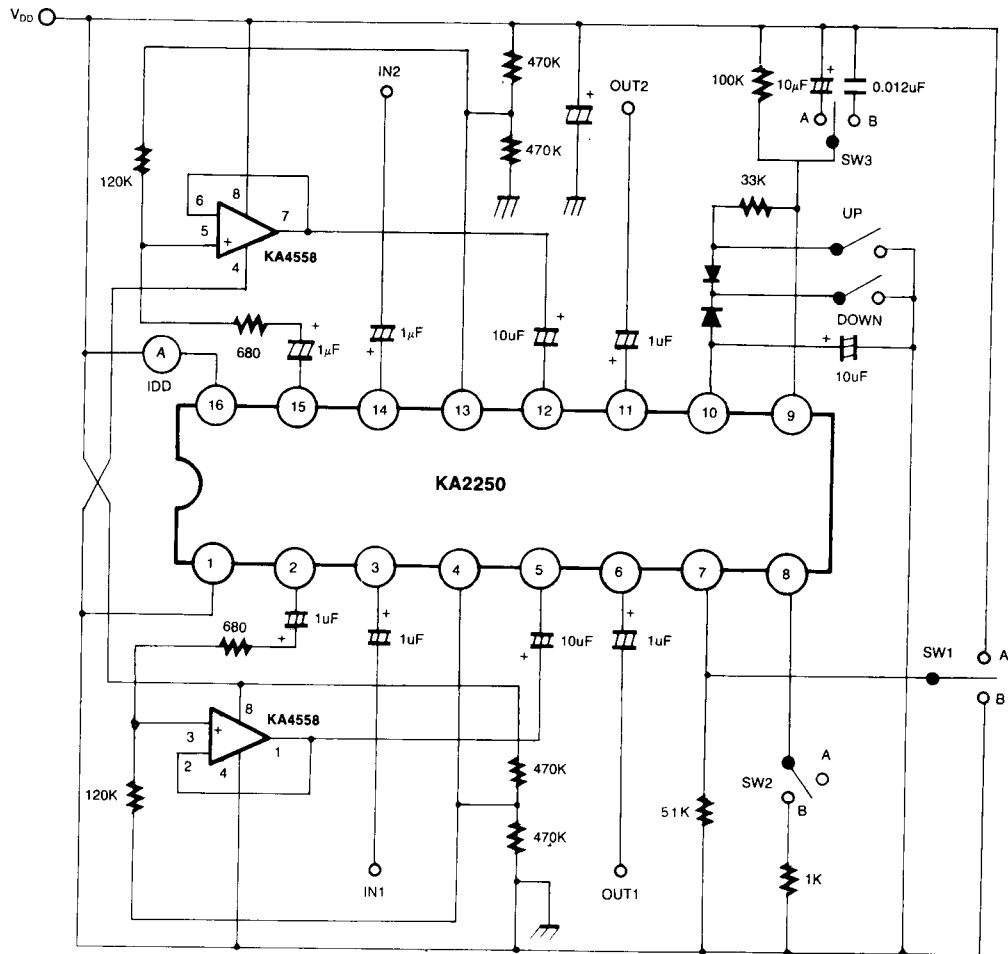 VDD
IN2
470K
470K
+
OUT2
100K
10μF
+
0.012uF
A
B
SW3
120K
6
8
7
5
+
4
KA4558
33K
UP
DOWN
680
+
1μF
1μF
+
10uF
1uF
+
+
10uF
A
IDD
16
15
14
13
12
11
10
9
KA2250
1
2
3
4
5
6
7
8
680
1uF
+
+
1uF
10uF
+
+
1uF
SW1
A
B
KA4558
8
+
3
1
2
4
120K
470K
470K
51K
SW2
A
B
1K
IN1
OUT1